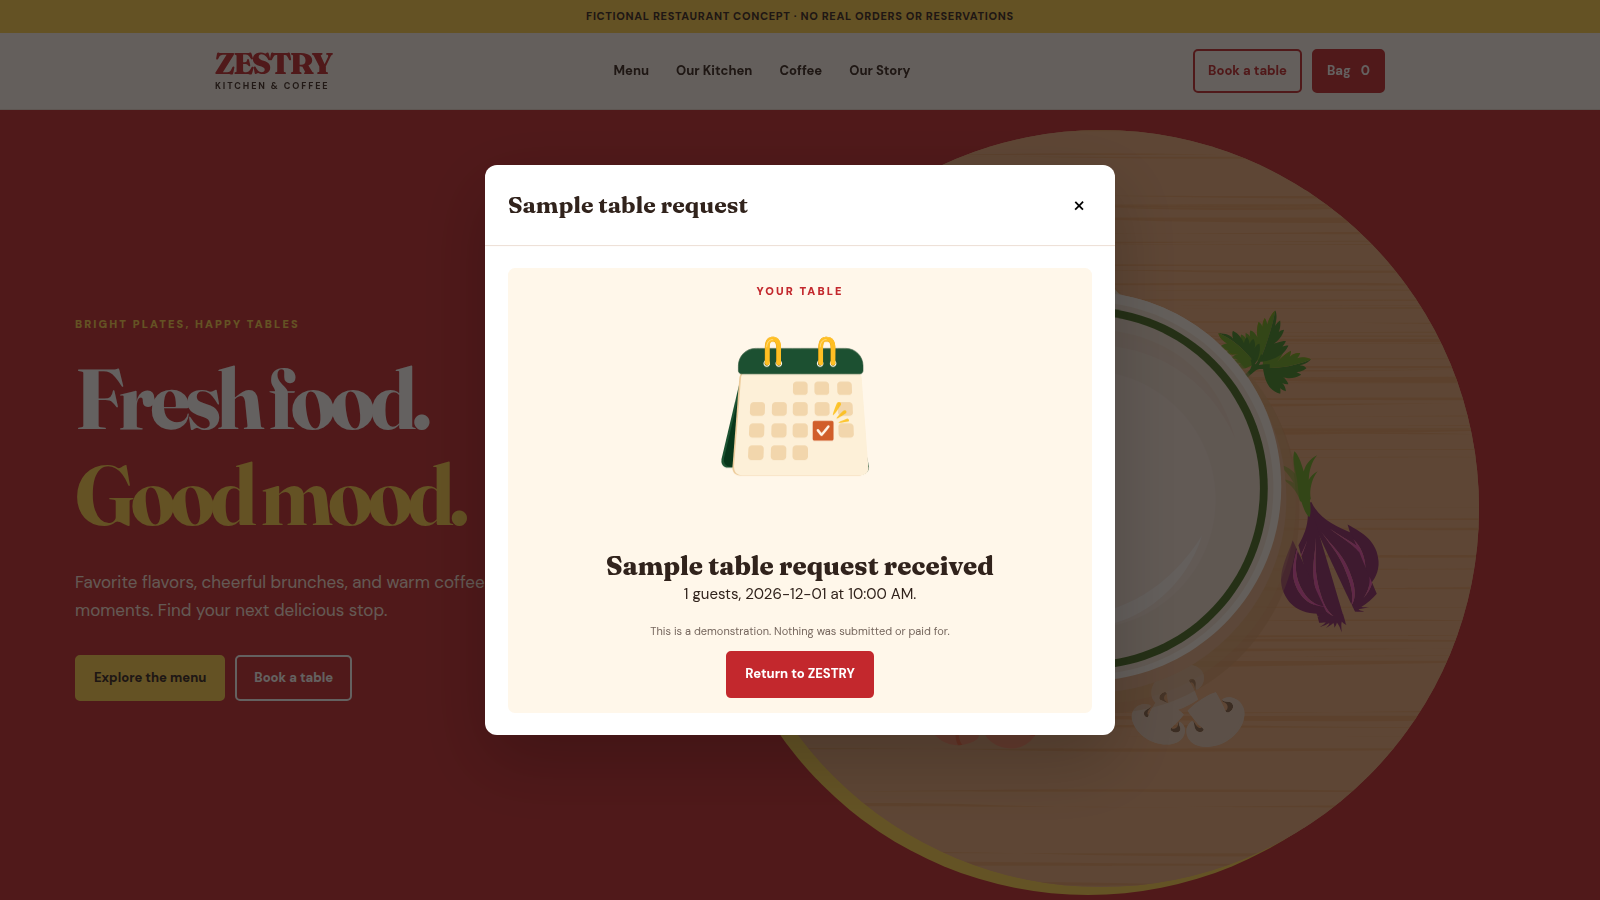 FICTIONAL RESTAURANT CONCEPT · NO REAL ORDERS OR RESERVATIONS
ZESTRY
KITCHEN & COFFEE
Menu
Our Kitchen
Coffee
Our Story
Book a table
Bag 0
Sample table request
×
YOUR TABLE
Sample table request received
1 guests, 2026-12-01 at 10:00 AM.
This is a demonstration. Nothing was submitted or paid for.
Return to ZESTRY
BRIGHT PLATES, HAPPY TABLES
Fresh food.
Good mood.
Favorite flavors, cheerful brunches, and warm coffee
moments. Find your next delicious stop.
Explore the menu
Book a table